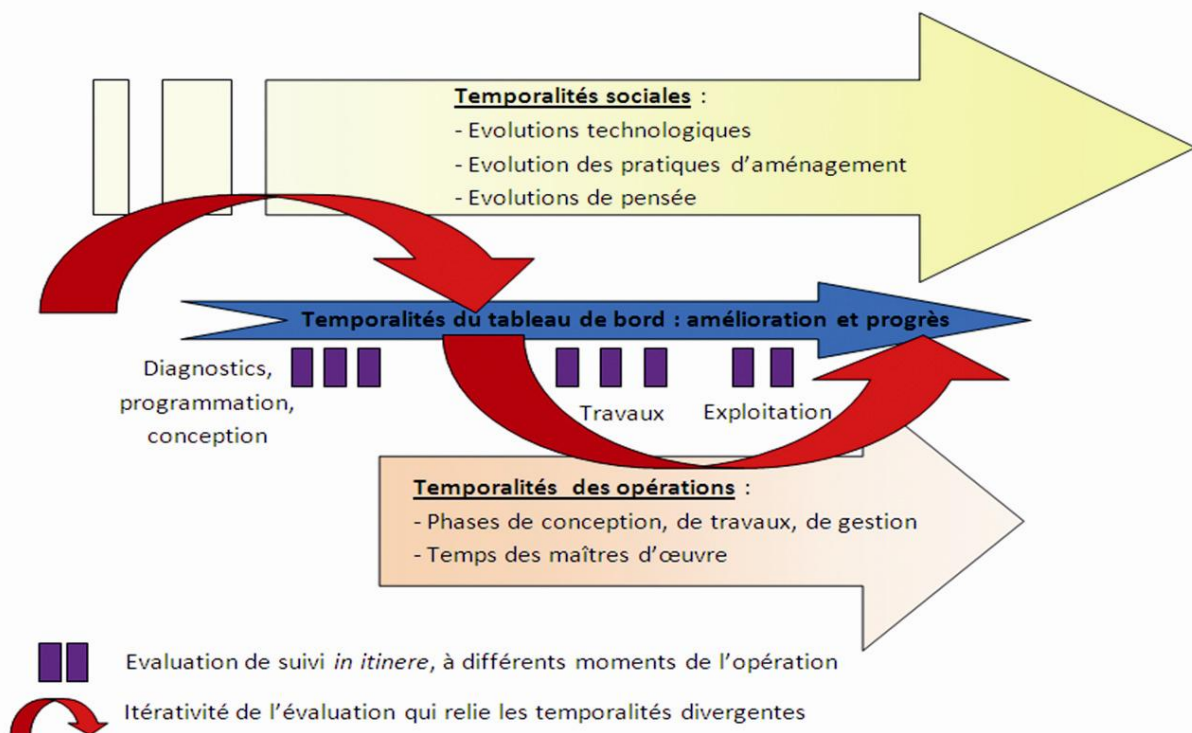 Temporalités sociales :
- Evolutions technologiques
- Evolution des pratiques d'aménagement
- Evolutions de pensée
Temporalités du tableau de bord : amélioration et progrès
Diagnostics,
programmation,
conception
Travaux
Exploitation
Temporalités des opérations :
- Phases de conception, de travaux, de gestion
- Temps des maîtres d'œuvre
Evaluation de suivi in itinere, à différents moments de l'opération
Itérativité de l'évaluation qui relie les temporalités divergentes